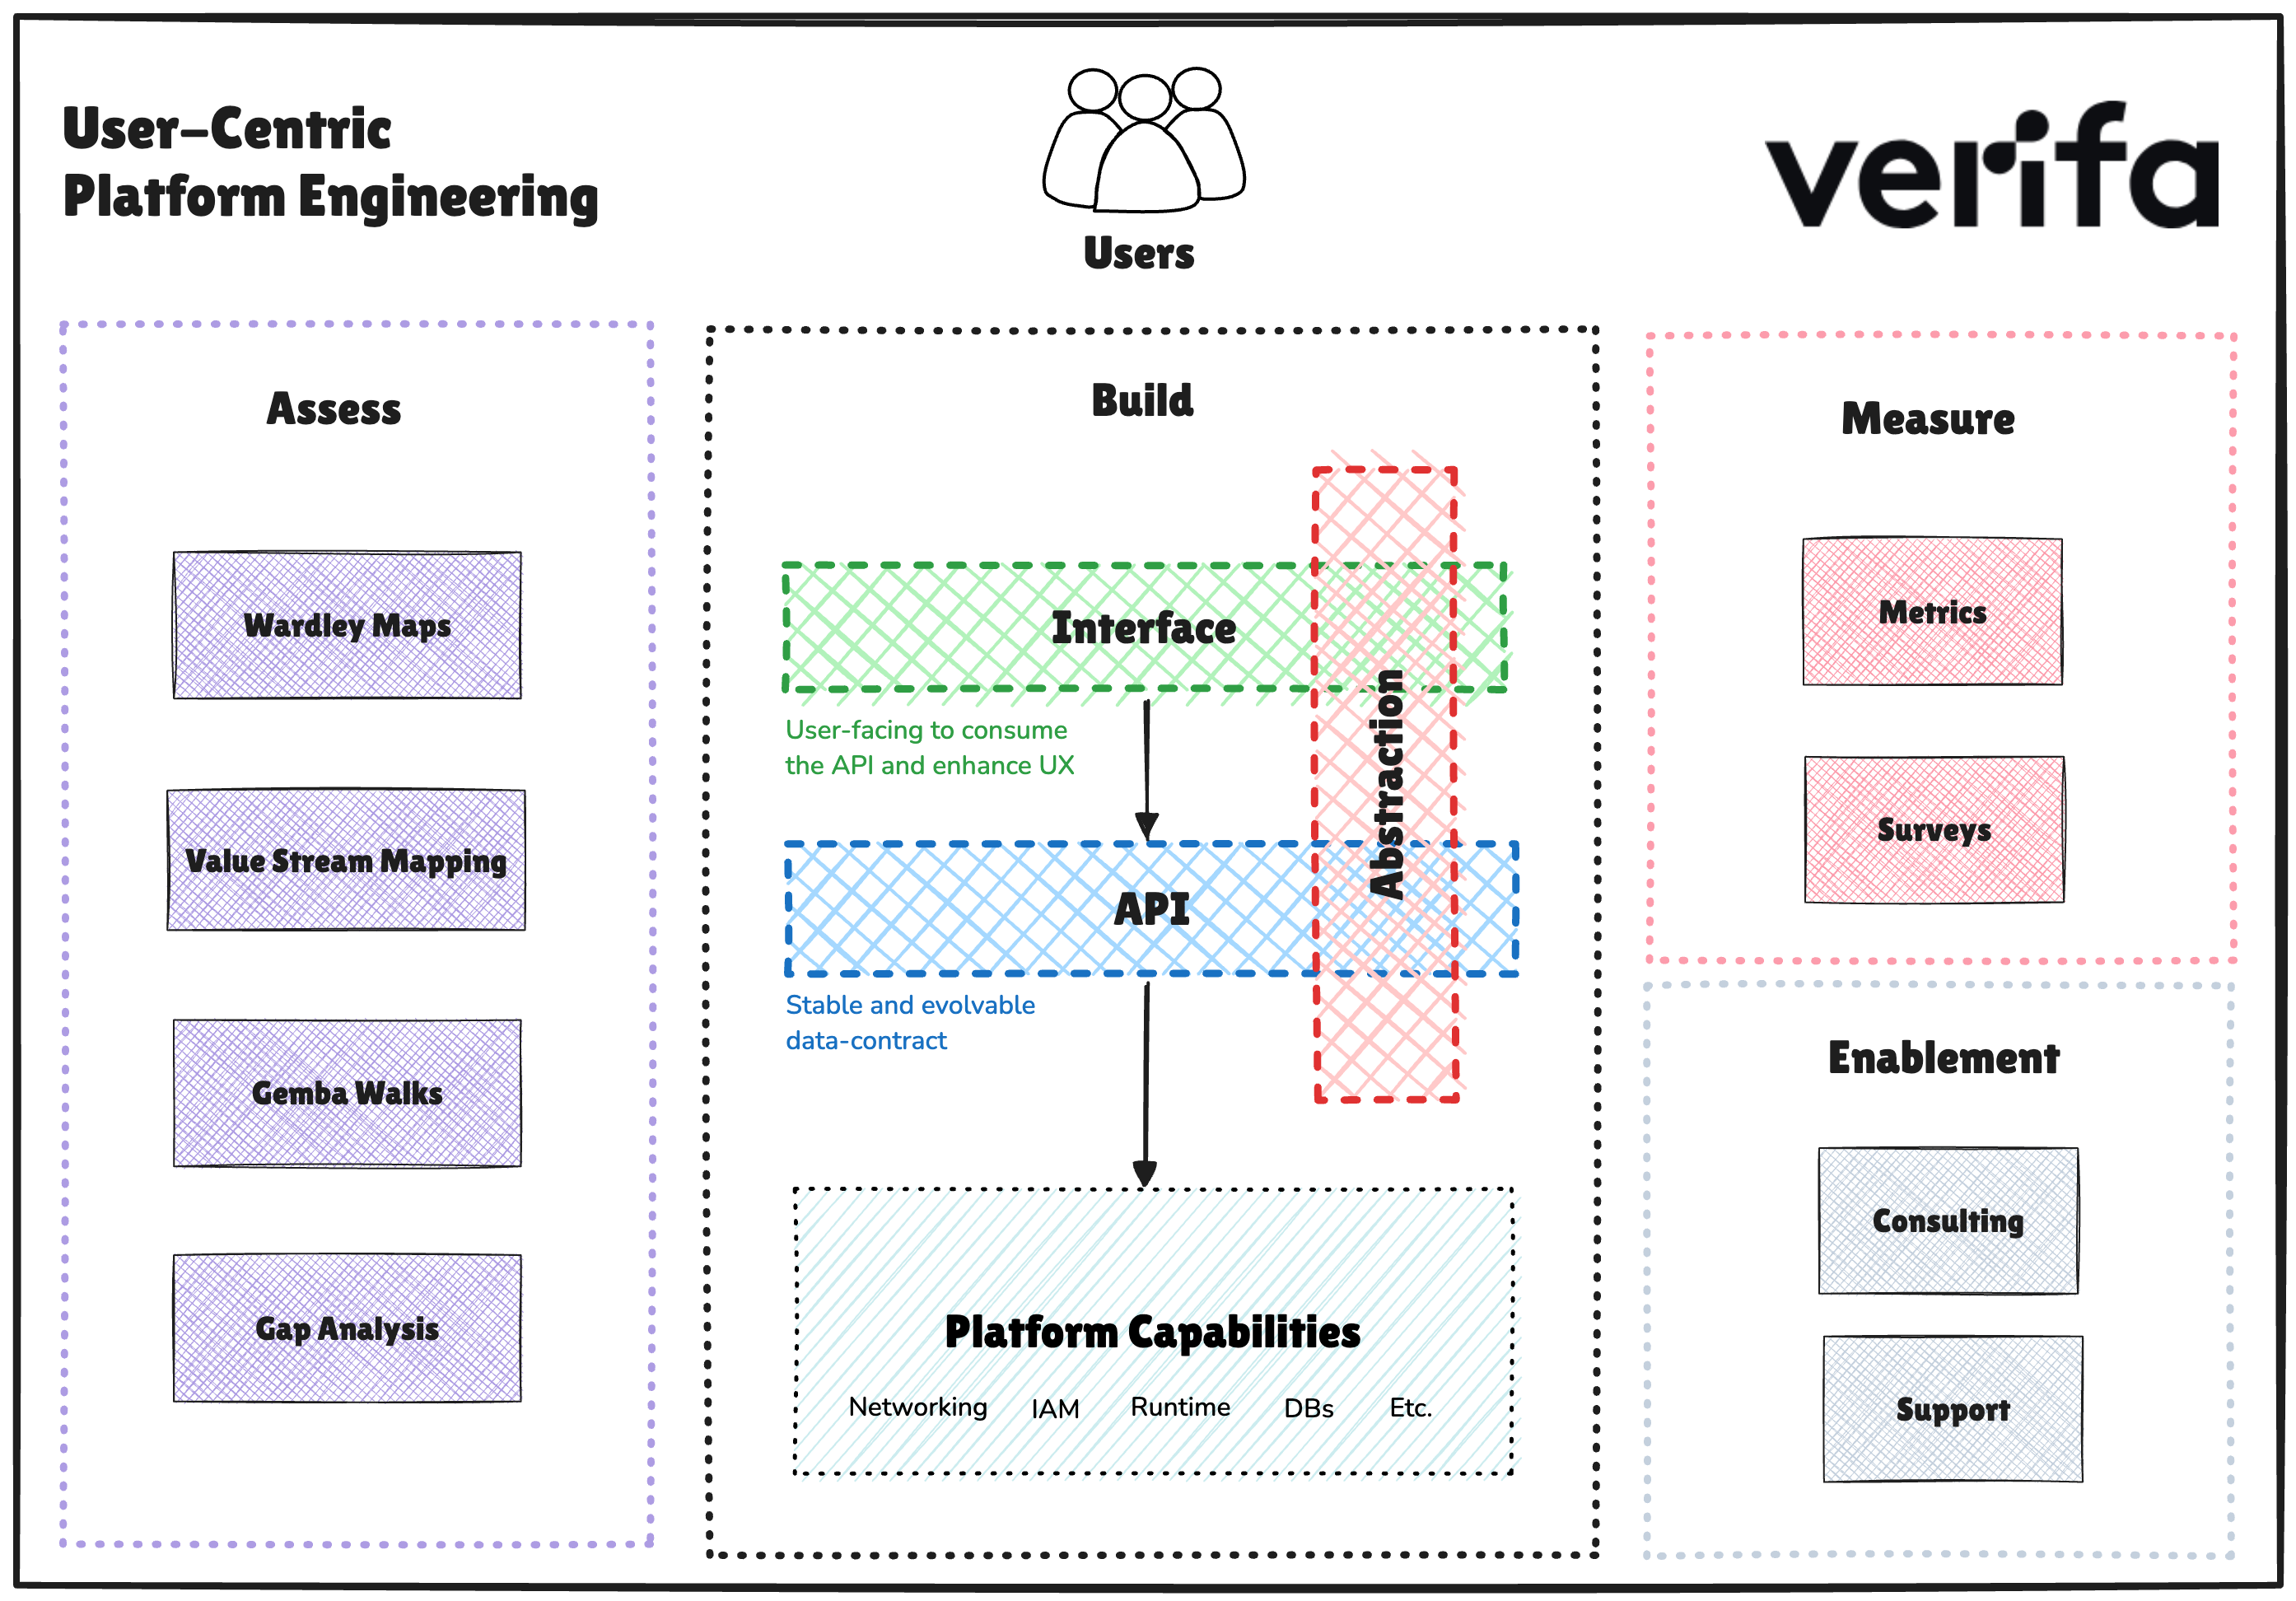 User-Centric
Platform Engineering
Users
verifa
Assess
Wardley Maps
Value Stream Mapping
Gemba Walks
Gap Analysis
Build
Interface
User-facing to consume
the API and enhance UX
Abstraction
API
Stable and evolvable
data-contract
Platform Capabilities
Networking IAM Runtime DBs Etc.
Measure
Metrics
Surveys
Enablement
Consulting
Support